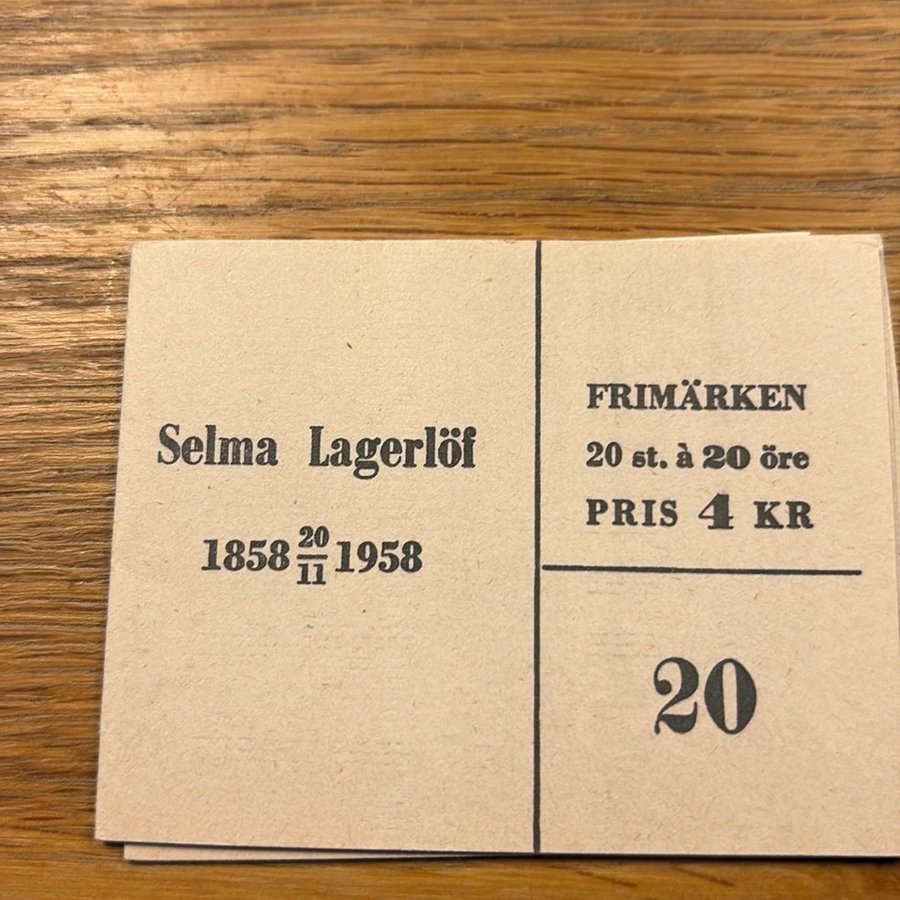 Selma Lagerlöf
1858 20/11 1958
FRIMÄRKEN
20 st. à 20 öre
PRIS 4 KR
20